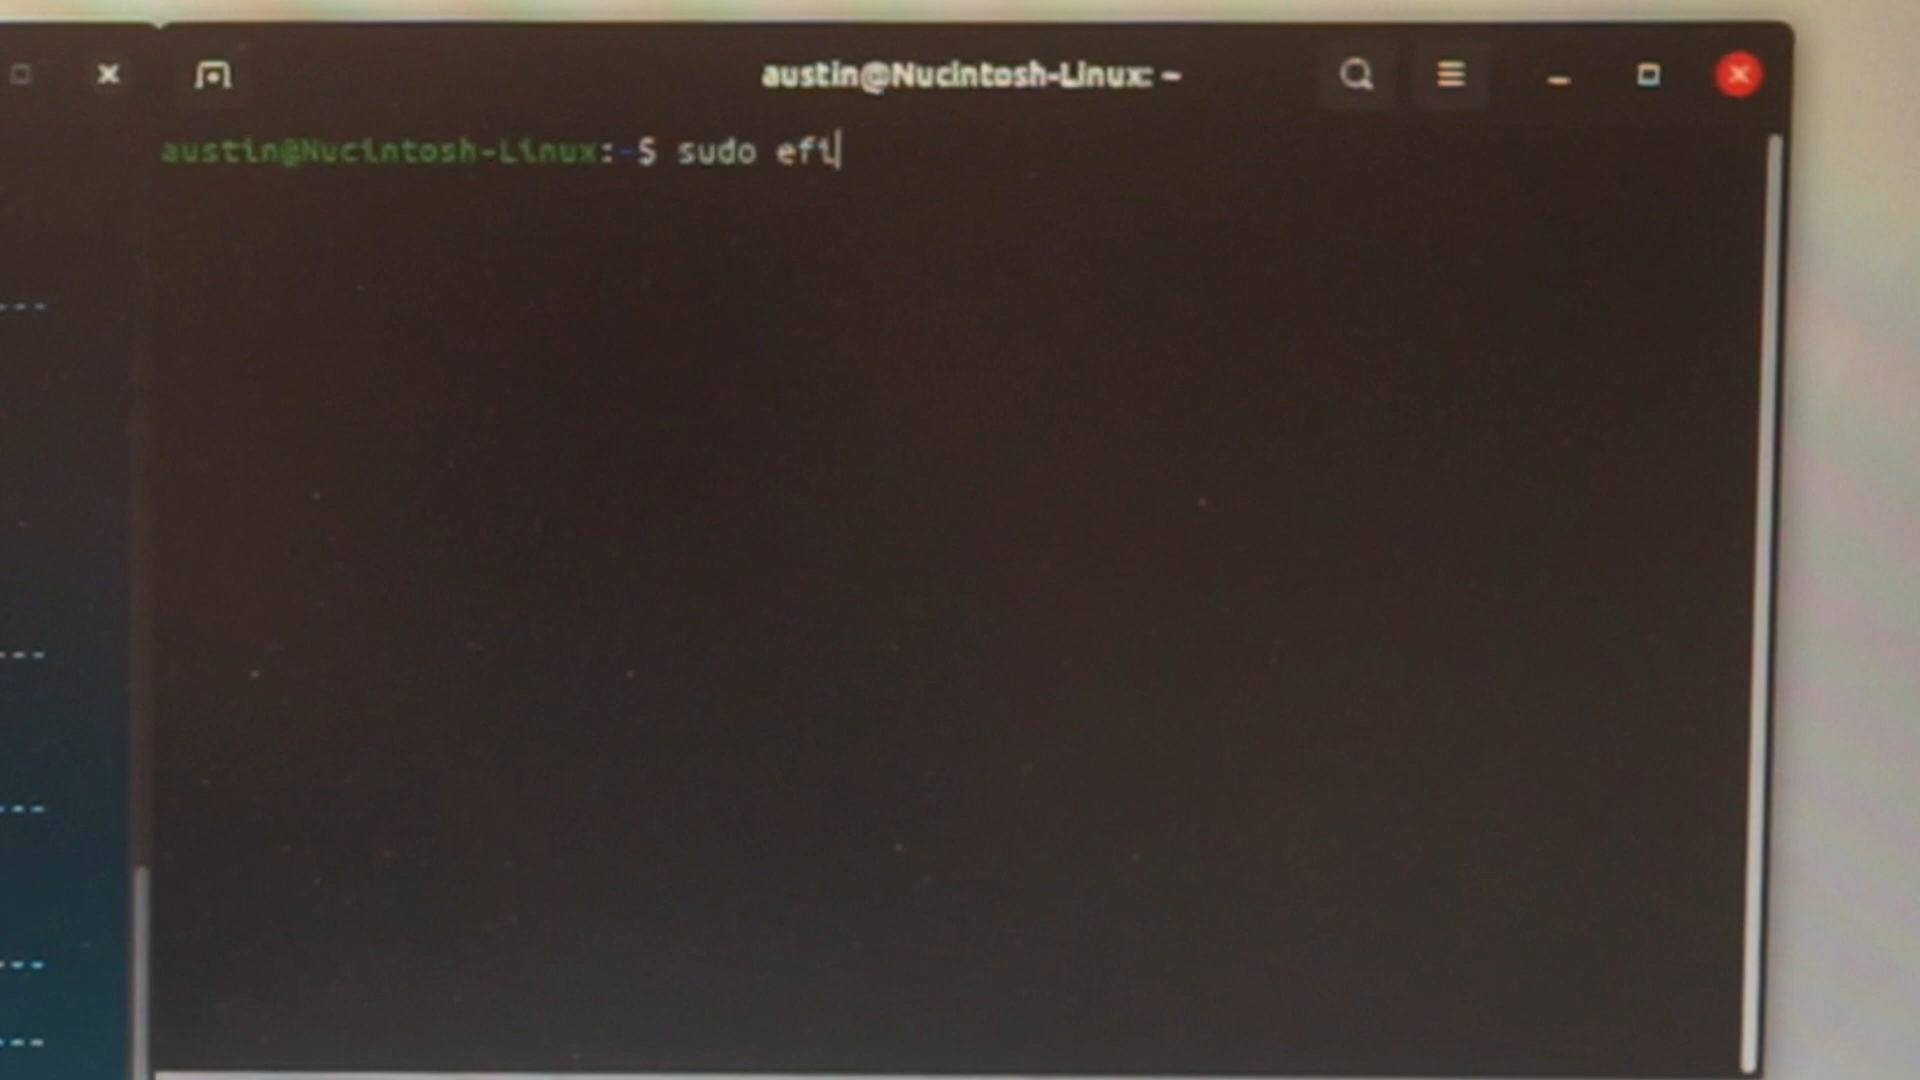 austin@Nucintosh-Linux: ~
austin@Nucintosh-Linux:~$ sudo efi
---
---
---
---
---